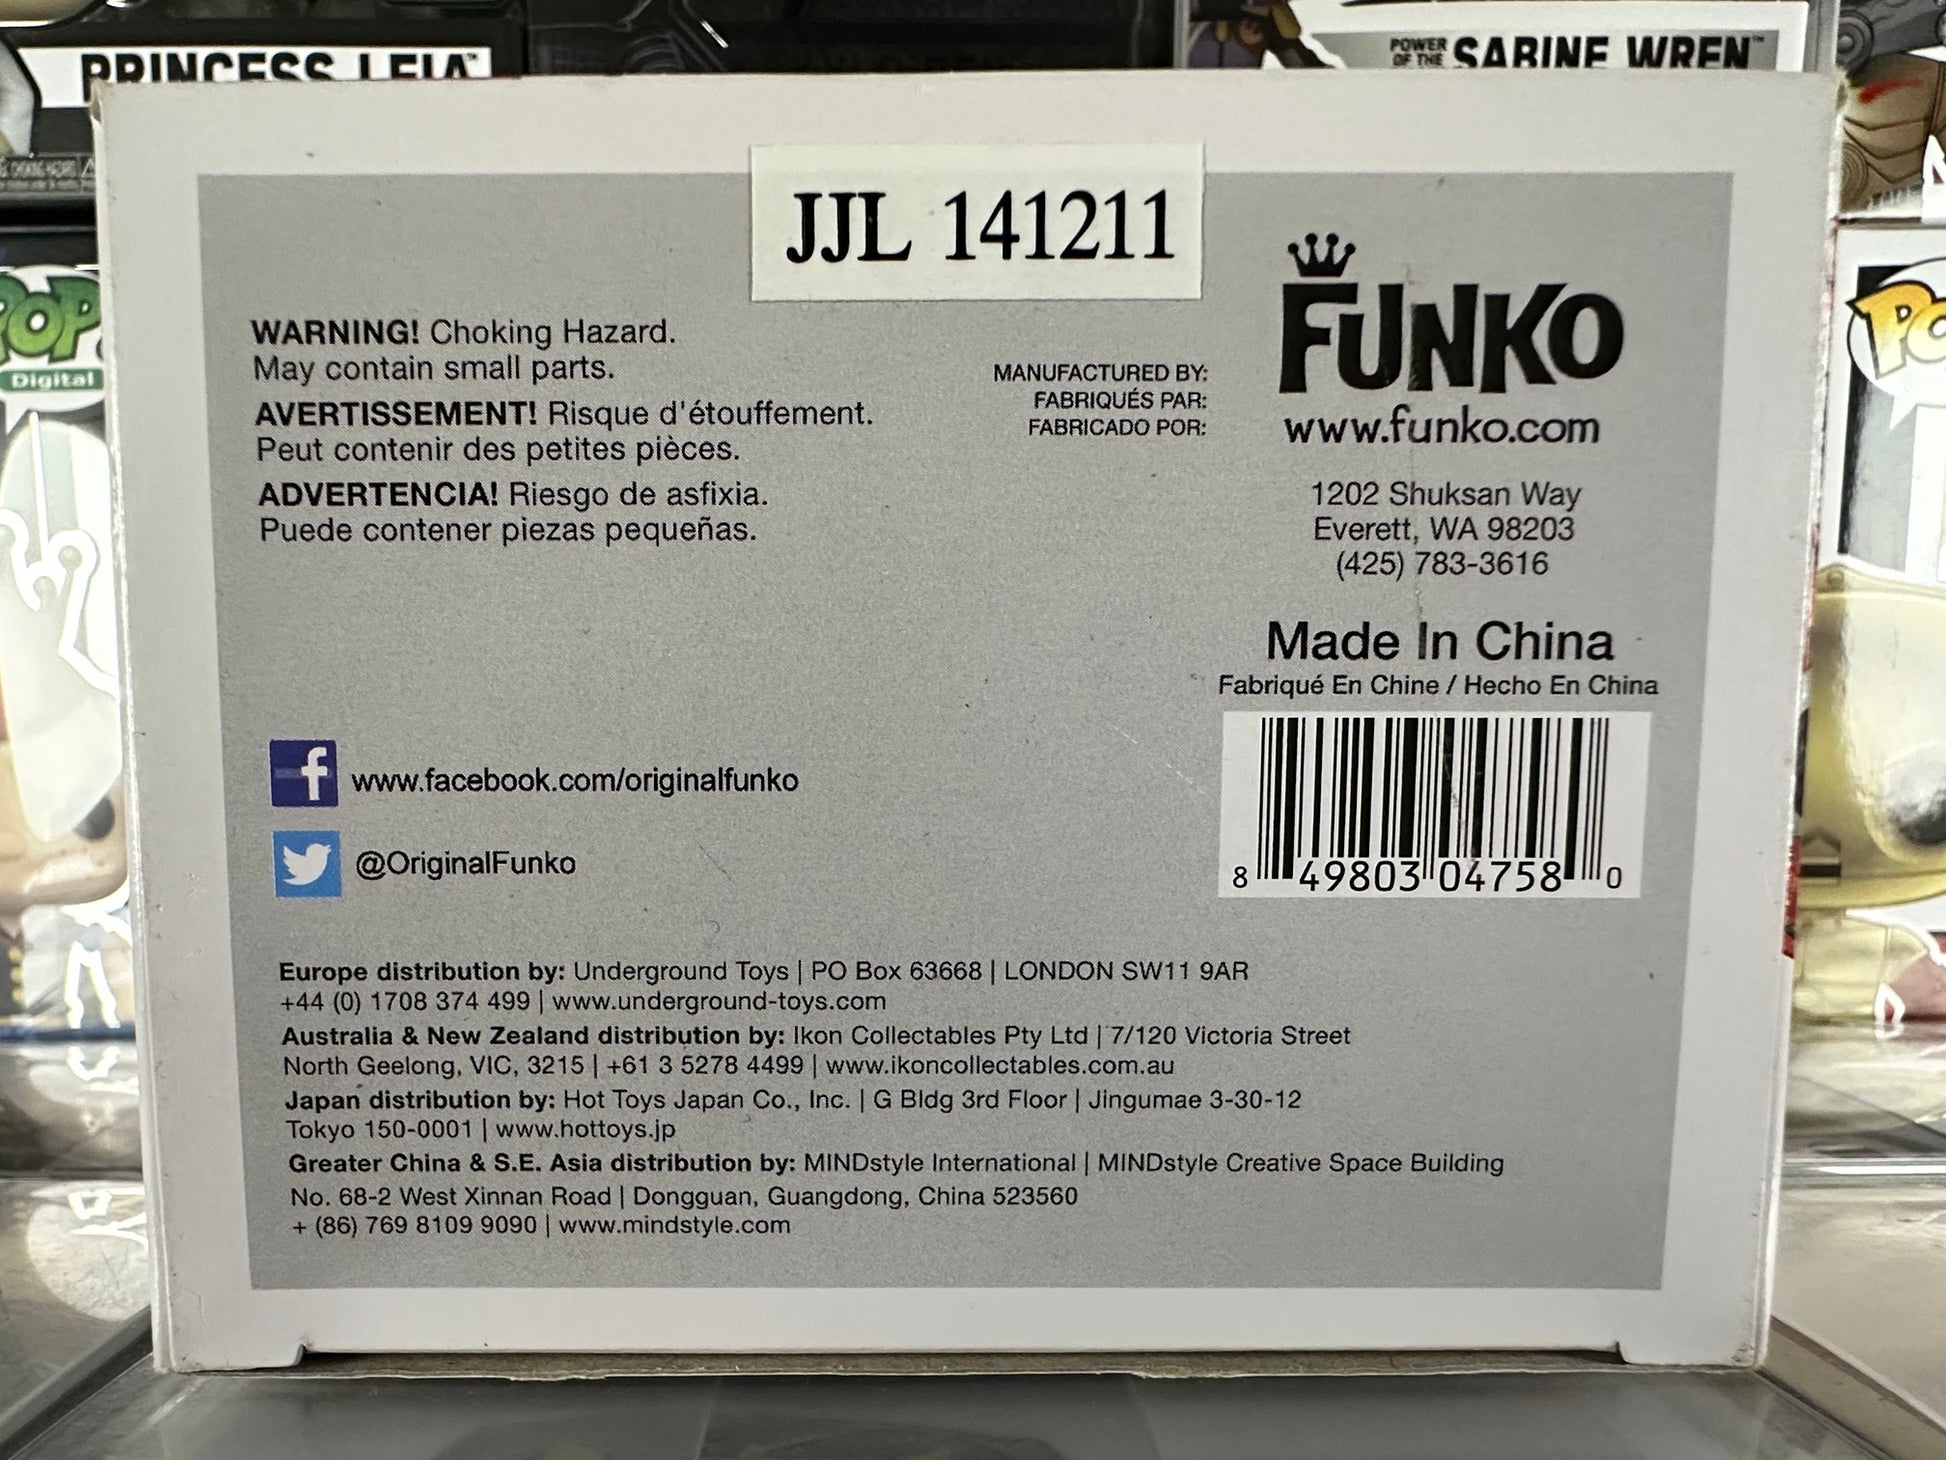 PRINCESS LEIA™
POWER OF THE SABINE WREN™
POP!
Digital
JJL 141211
WARNING! Choking Hazard.
May contain small parts.
AVERTISSEMENT! Risque d'étouffement.
Peut contenir des petites pièces.
ADVERTENCIA! Riesgo de asfixia.
Puede contener piezas pequeñas.
MANUFACTURED BY:
FABRIQUÉS PAR:
FABRICADO POR:
FUNKO
www.funko.com
1202 Shuksan Way
Everett, WA 98203
(425) 783-3616
Made In China
Fabriqué En Chine / Hecho En China
8 49803 04758 0
www.facebook.com/originalfunko
@OriginalFunko
Europe distribution by: Underground Toys | PO Box 63668 | LONDON SW11 9AR
+44 (0) 1708 374 499 | www.underground-toys.com
Australia & New Zealand distribution by: Ikon Collectables Pty Ltd | 7/120 Victoria Street
North Geelong, VIC, 3215 | +61 3 5278 4499 | www.ikoncollectables.com.au
Japan distribution by: Hot Toys Japan Co., Inc. | G Bldg 3rd Floor | Jingumae 3-30-12
Tokyo 150-0001 | www.hottoys.jp
Greater China & S.E. Asia distribution by: MINDstyle International | MINDstyle Creative Space Building
No. 68-2 West Xinnan Road | Dongguan, Guangdong, China 523560
+ (86) 769 8109 9090 | www.mindstyle.com